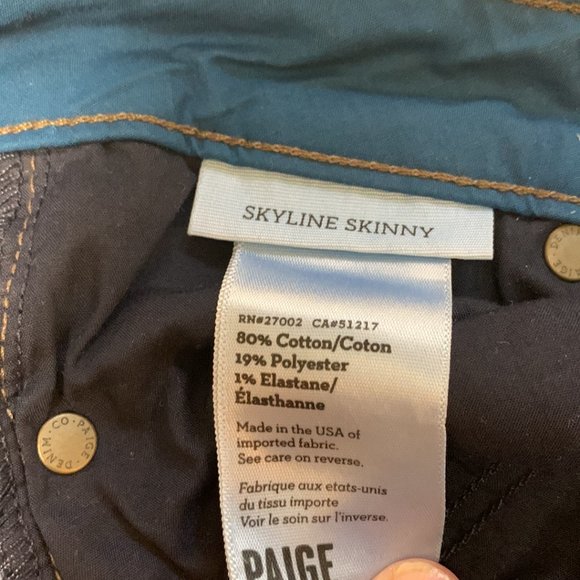 SKYLINE SKINNY
RN#27002 CA#51217
80% Cotton/Coton
19% Polyester
1% Elastane/
Élasthanne
Made in the USA of
imported fabric.
See care on reverse.
Fabrique aux etats-unis
du tissu importe
Voir le soin sur l'inverse.
PAIGE
PAIGE DENIM·CO·
PAIGE DENIM